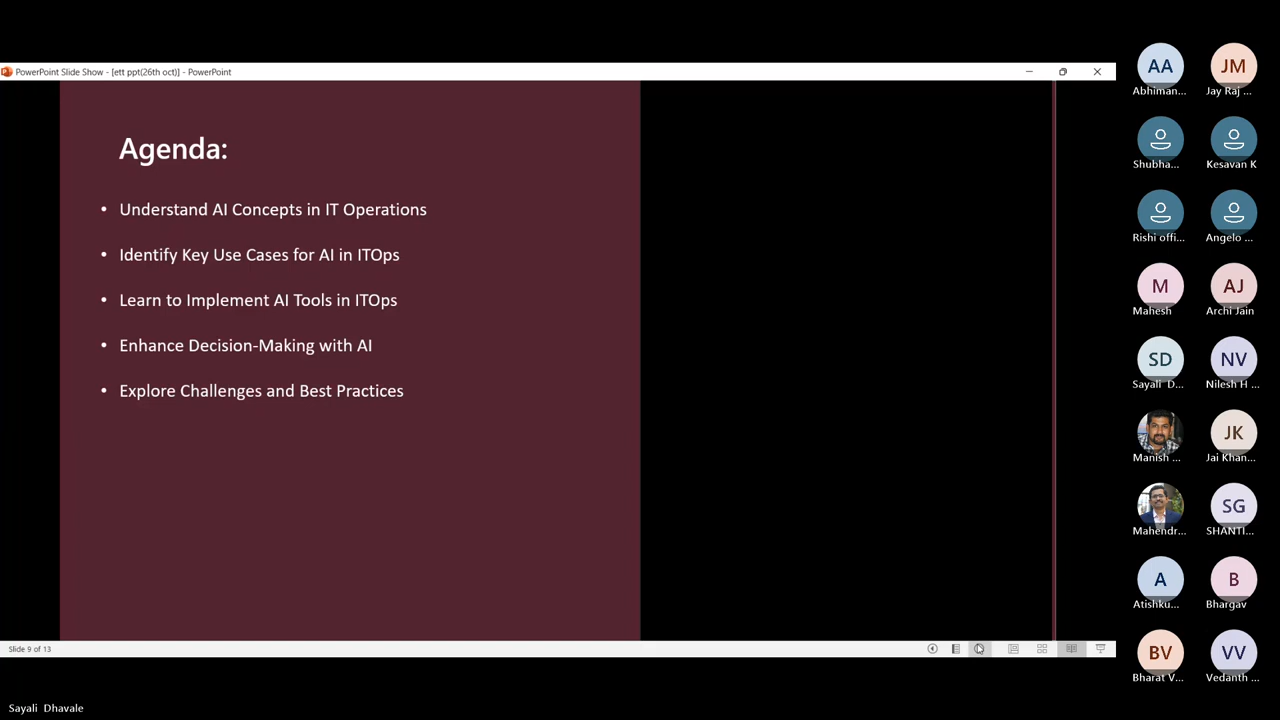 PowerPoint Slide Show - [ett ppt(26th oct)] - PowerPoint
Agenda:
• Understand AI Concepts in IT Operations
• Identify Key Use Cases for AI in ITOps
• Learn to Implement AI Tools in ITOps
• Enhance Decision-Making with AI
• Explore Challenges and Best Practices
Slide 9 of 13
Sayali Dhavale
AA JM
Abhiman... Jay Raj ...
Shubha... Kesavan K
Rishi offi... Angelo ...
M AJ
Mahesh Archi Jain
SD NV
Sayali D... Nilesh H ...
JK
Manish ... Jai Khan...
SG
Mahendr... SHANTI...
A B
Atishku... Bhargav
BV VV
Bharat V... Vedanth ...